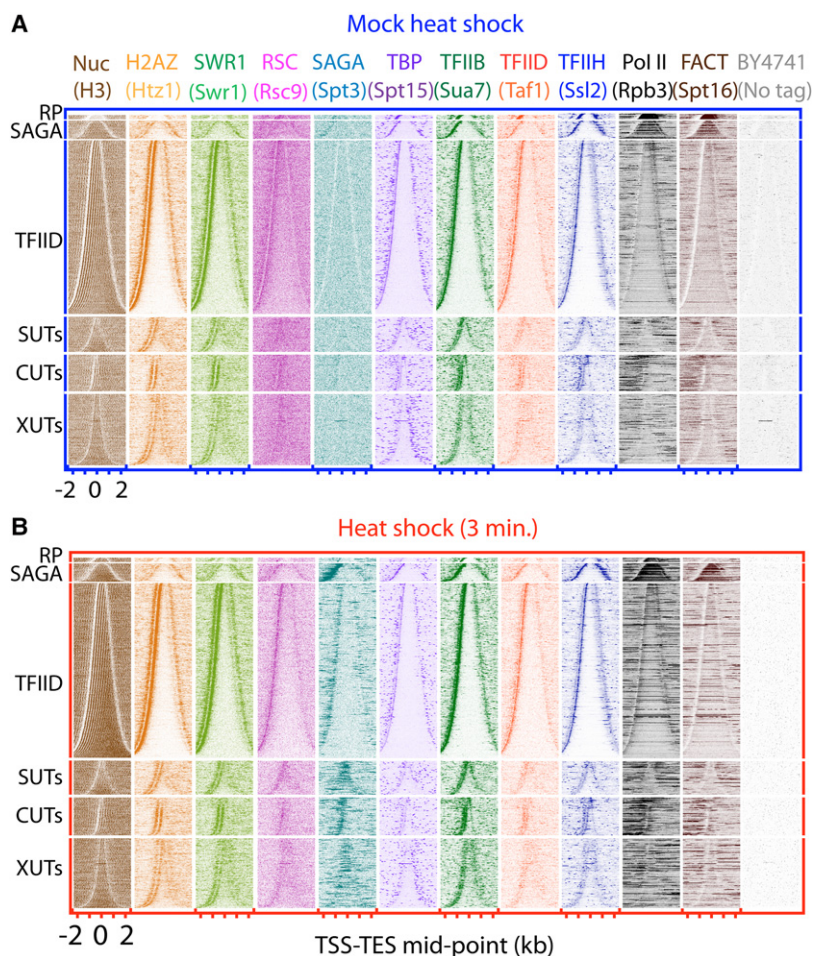 A
Mock heat shock
Nuc H2AZ SWR1 RSC SAGA TBP TFIIB TFIID TFIIH Pol II FACT BY4741
(H3) (Htz1) (Swr1) (Rsc9) (Spt3) (Spt15) (Sua7) (Taf1) (Ssl2) (Rpb3) (Spt16) (No tag)
RP
SAGA
TFIID
SUTs
CUTs
XUTs
-2 0 2
B
Heat shock (3 min.)
RP
SAGA
TFIID
SUTs
CUTs
XUTs
-2 0 2
TSS-TES mid-point (kb)